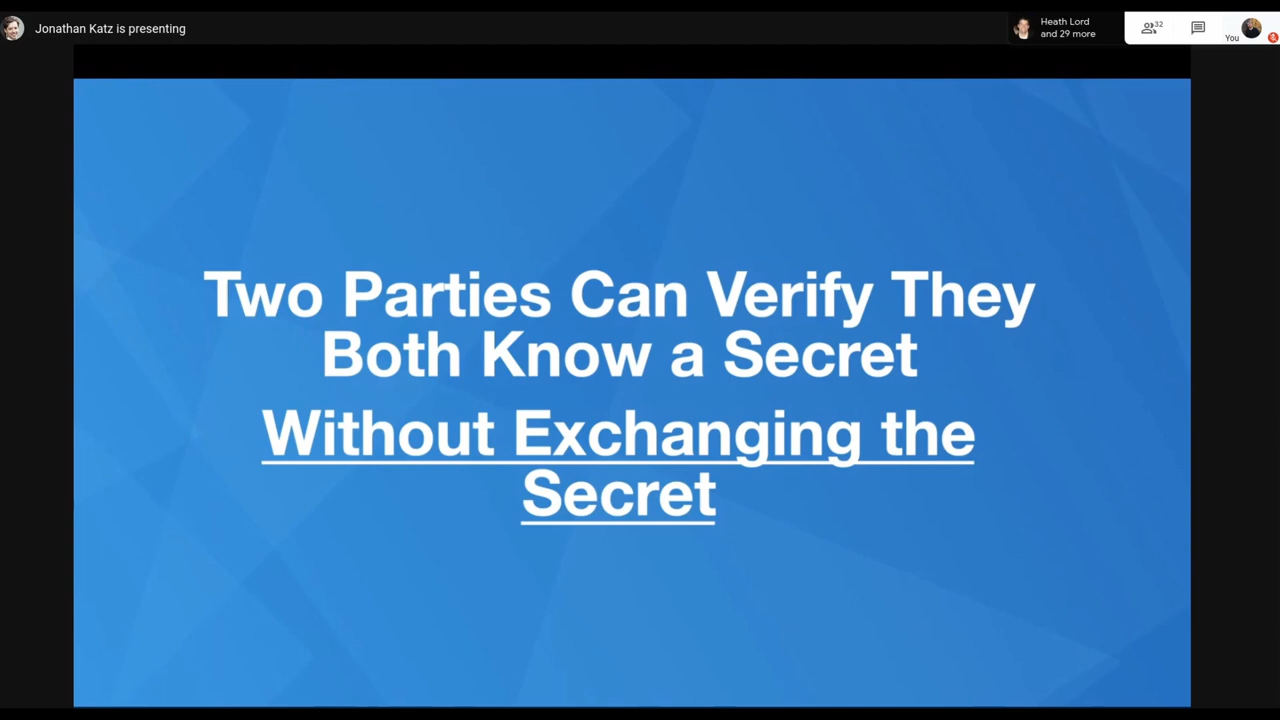 Jonathan Katz is presenting
Heath Lord
and 29 more
32
You
Two Parties Can Verify They
Both Know a Secret
Without Exchanging the
Secret